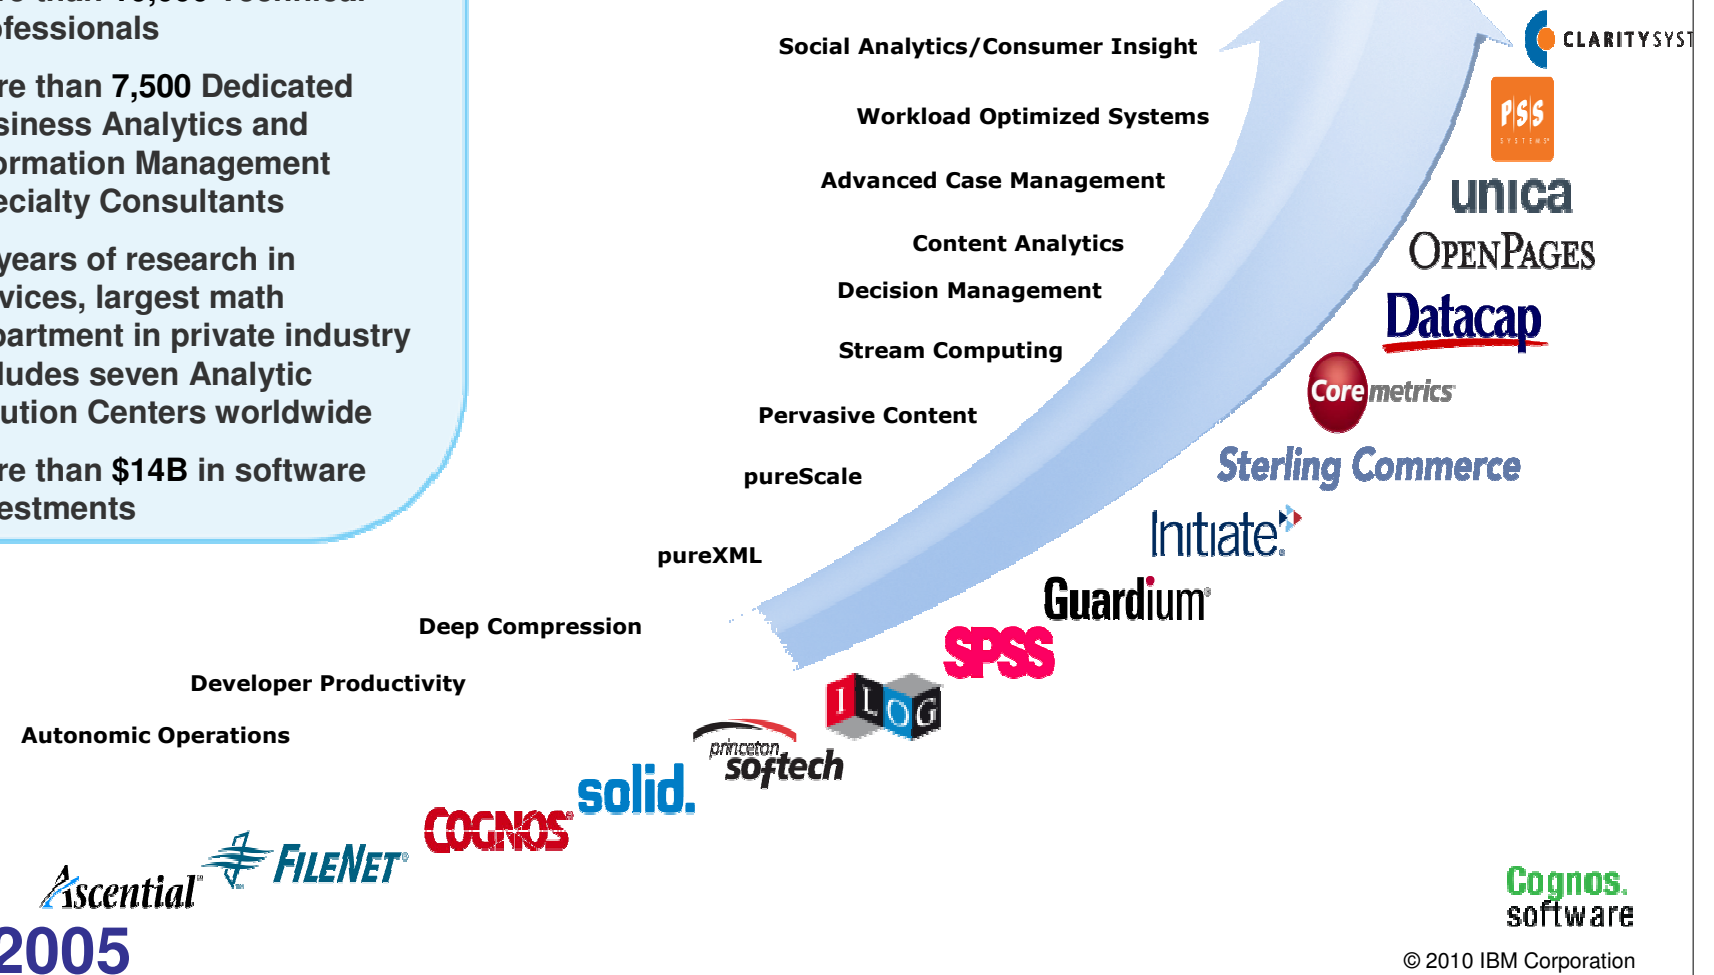 than
Technical
ofessionals
re than 7,500 Dedicated
siness Analytics and
ormation Management
ecialty Consultants
years of research in
vices, largest math
partment in private industry
ludes seven Analytic
ution Centers worldwide
re than $14B in software
estments
Social Analytics/Consumer Insight
Workload Optimized Systems
Advanced Case Management
Content Analytics
Decision Management
Stream Computing
Pervasive Content
pureScale
pureXML
Deep Compression
Developer Productivity
Autonomic Operations
CLARITYSYST
PSS
SYSTEMS
unica
OPENPAGES
Datacap
Coremetrics
Sterling Commerce
Initiate.
Guardium®
SPSS
ILOG
princeton
softech
solid.
COGNOS®
FILENET®
Ascential
2005
Cognos.
software
© 2010 IBM Corporation